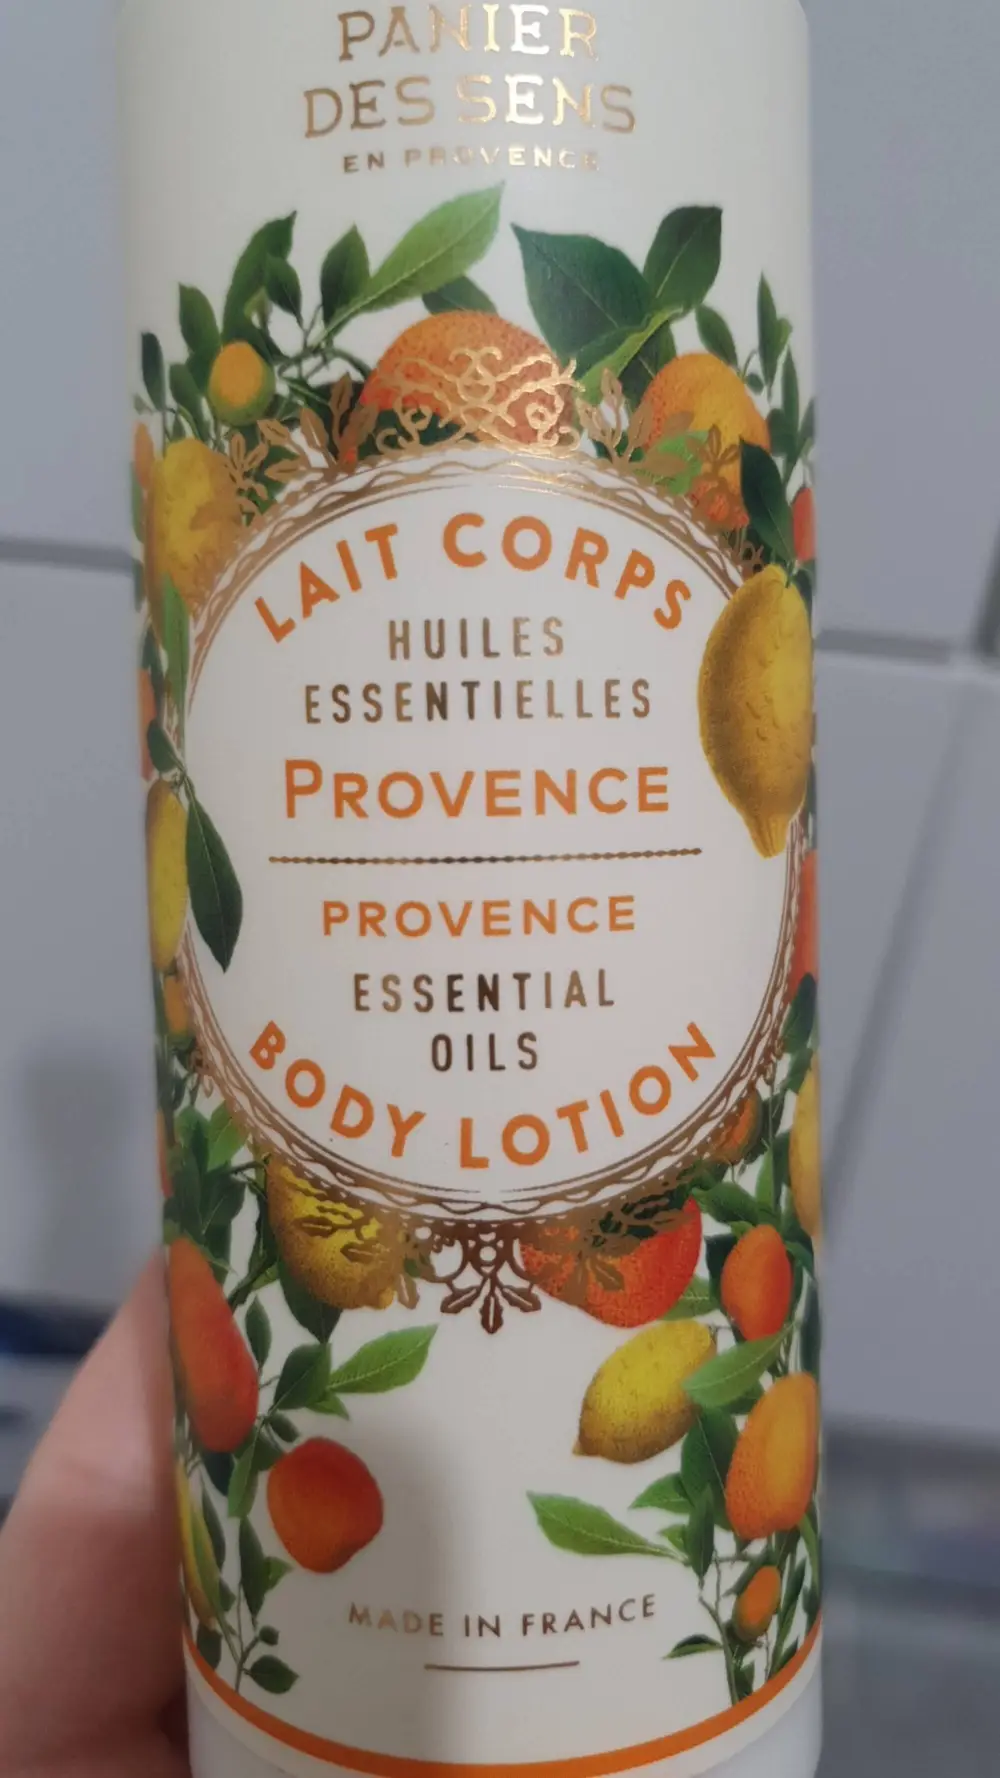 PANIER
DES SENS
EN PROVENCE
LAIT CORPS
HUILES
ESSENTIELLES
PROVENCE
PROVENCE
ESSENTIAL
OILS
BODY LOTION
MADE IN FRANCE